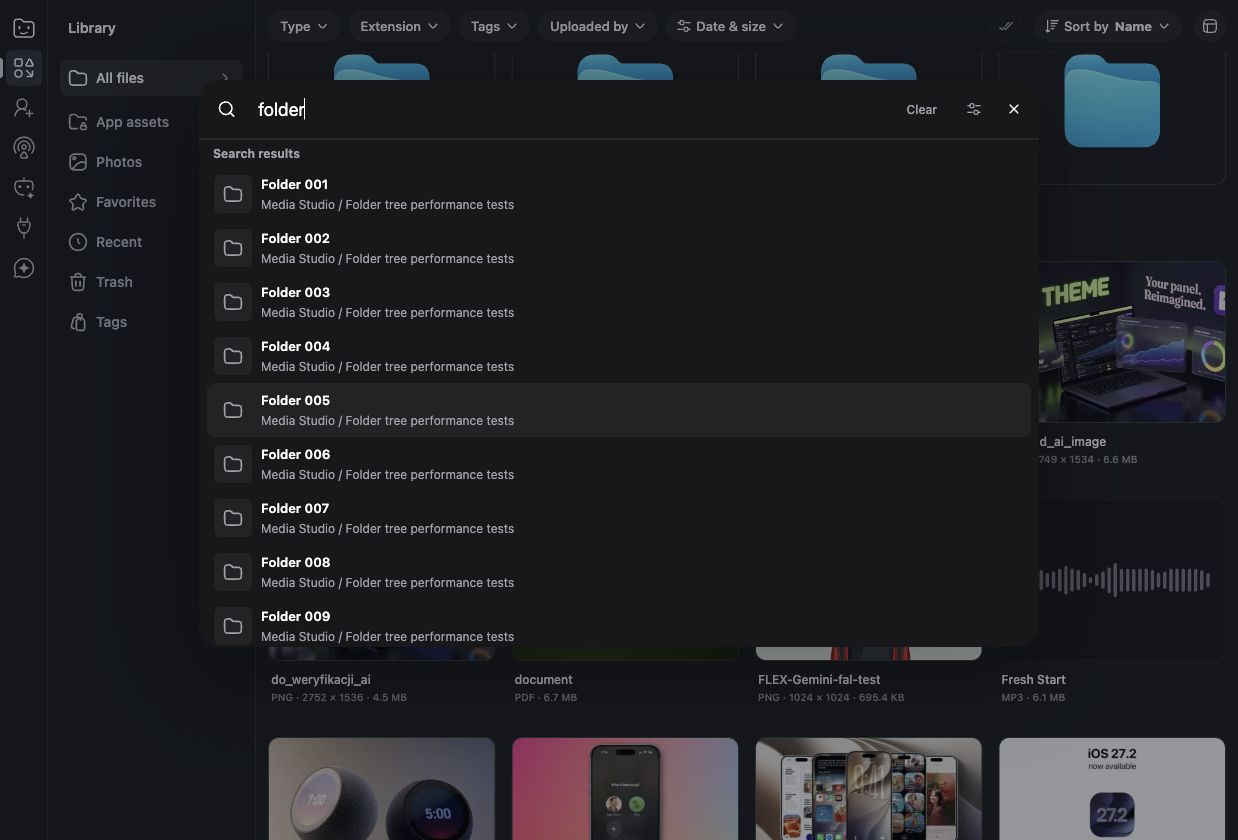 Library
All files
App assets
Photos
Favorites
Recent
Trash
Tags
Type
Extension
Tags
Uploaded by
Date & size
Sort by Name
folder
Clear
Search results
Folder 001
Media Studio / Folder tree performance tests
Folder 002
Media Studio / Folder tree performance tests
Folder 003
Media Studio / Folder tree performance tests
Folder 004
Media Studio / Folder tree performance tests
Folder 005
Media Studio / Folder tree performance tests
Folder 006
Media Studio / Folder tree performance tests
Folder 007
Media Studio / Folder tree performance tests
Folder 008
Media Studio / Folder tree performance tests
Folder 009
Media Studio / Folder tree performance tests
THEME
Your panel.
Reimagined.
d_ai_image
749 × 1534 · 6.6 MB
do_weryfikacji_ai
PNG · 2752 × 1536 · 4.5 MB
document
PDF · 6.7 MB
FLEX-Gemini-fal-test
PNG · 1024 × 1024 · 695.4 KB
Fresh Start
MP3 · 6.1 MB
7:00
5:00
9:41
iOS 27.2
now available
27.2